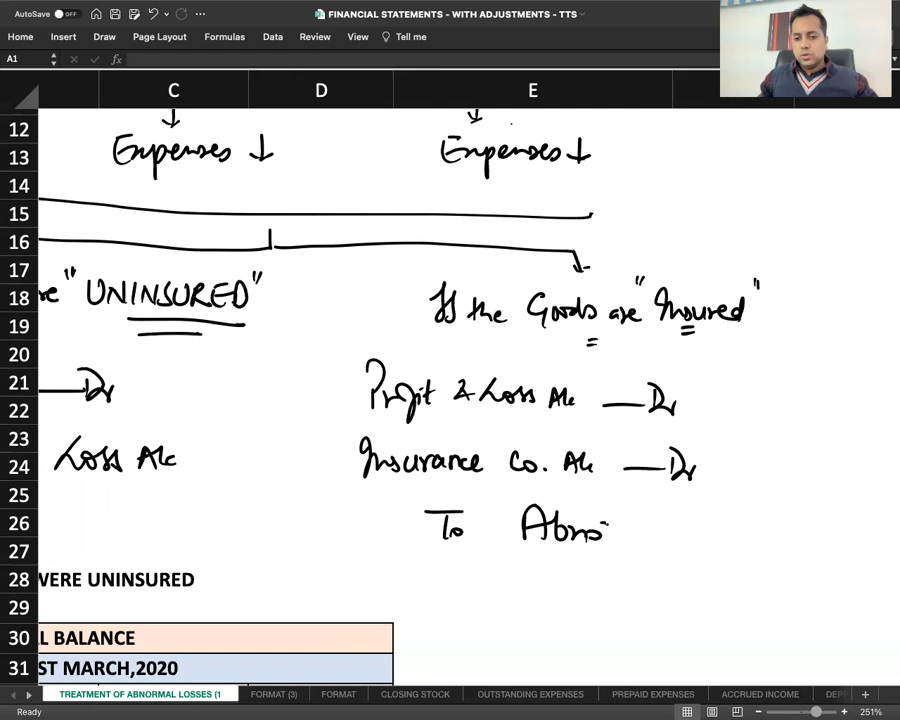 AutoSave OFF
FINANCIAL STATEMENTS - WITH ADJUSTMENTS - TTS
Home Insert Draw Page Layout Formulas Data Review View Tell me
A1 fx
C D E
12
13 Expenses ↓ Expenses ↓
14
15
16
17
18 "UNINSURED" If the Goods are "Insured"
19
20
21 Dr Profit & Loss A/c —Dr
22
23 Loss A/c Insurance Co. A/c —Dr
24
25
26 To Abno
27
28 WERE UNINSURED
29
30 L BALANCE
31 ST MARCH,2020
TREATMENT OF ABNORMAL LOSSES (1 FORMAT (3) FORMAT CLOSING STOCK OUTSTANDING EXPENSES PREPAID EXPENSES ACCRUED INCOME DEP
Ready 251%